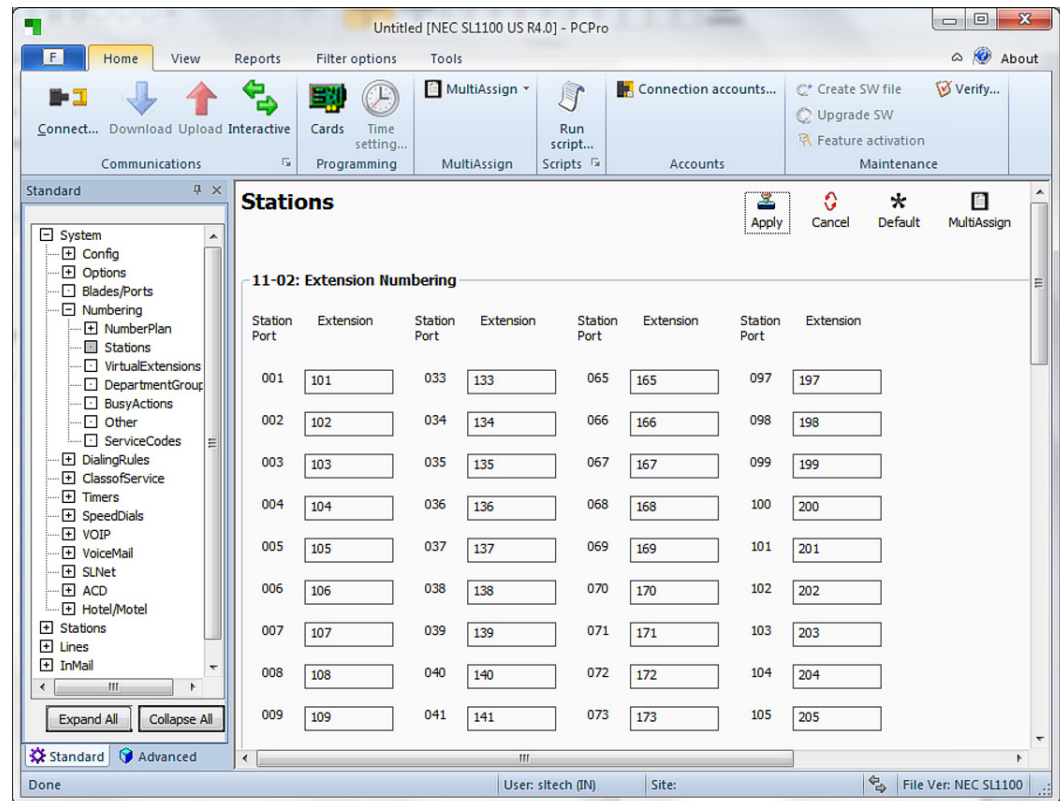 Untitled [NEC SL1100 US R4.0] - PCPro
F Home View Reports Filter options Tools About
Connect... Download Upload Interactive
Communications
Cards Time setting...
Programming
MultiAssign
MultiAssign
Run script...
Scripts
Connection accounts...
Accounts
Create SW file
Upgrade SW
Feature activation
Verify...
Maintenance
Standard
System
Config
Options
Blades/Ports
Numbering
NumberPlan
Stations
VirtualExtensions
DepartmentGroup
BusyActions
Other
ServiceCodes
DialingRules
ClassofService
Timers
SpeedDials
VOIP
VoiceMail
SLNet
ACD
Hotel/Motel
Stations
Lines
InMail
Expand All Collapse All
Standard Advanced
Stations
Apply Cancel Default MultiAssign
11-02: Extension Numbering
Station Port Extension Station Port Extension Station Port Extension Station Port Extension
001 101 033 133 065 165 097 197
002 102 034 134 066 166 098 198
003 103 035 135 067 167 099 199
004 104 036 136 068 168 100 200
005 105 037 137 069 169 101 201
006 106 038 138 070 170 102 202
007 107 039 139 071 171 103 203
008 108 040 140 072 172 104 204
009 109 041 141 073 173 105 205
Done User: sltech (IN) Site: File Ver: NEC SL1100